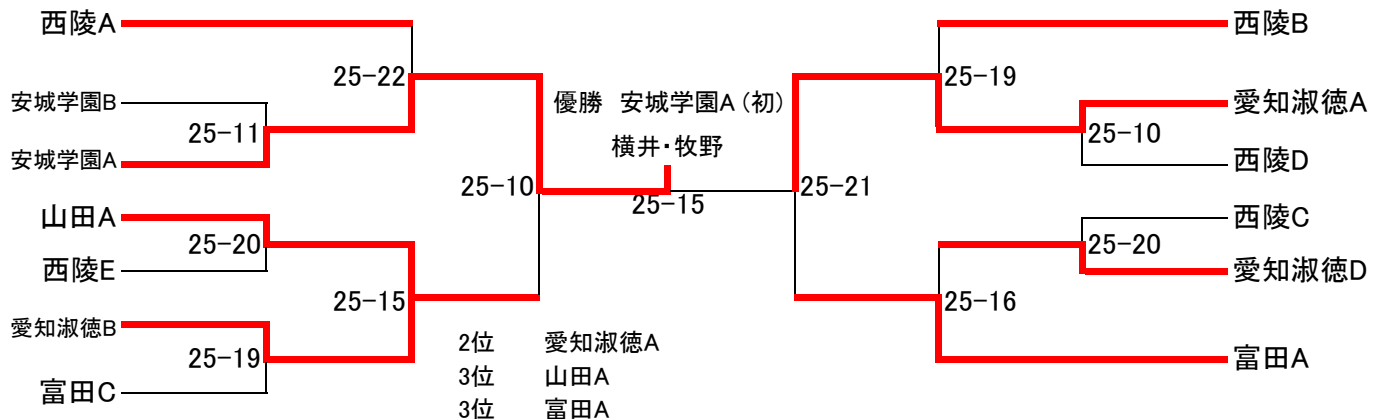 西陵A
西陵B
25-22
25-19
安城学園B
優勝 安城学園A (初)
愛知淑徳A
25-11
25-10
横井・牧野
安城学園A
西陵D
25-10
25-21
25-15
山田A
西陵C
25-20
25-20
西陵E
愛知淑徳D
25-15
25-16
愛知淑徳B
2位 愛知淑徳A
25-19
富田A
3位 山田A
富田C
3位 富田A